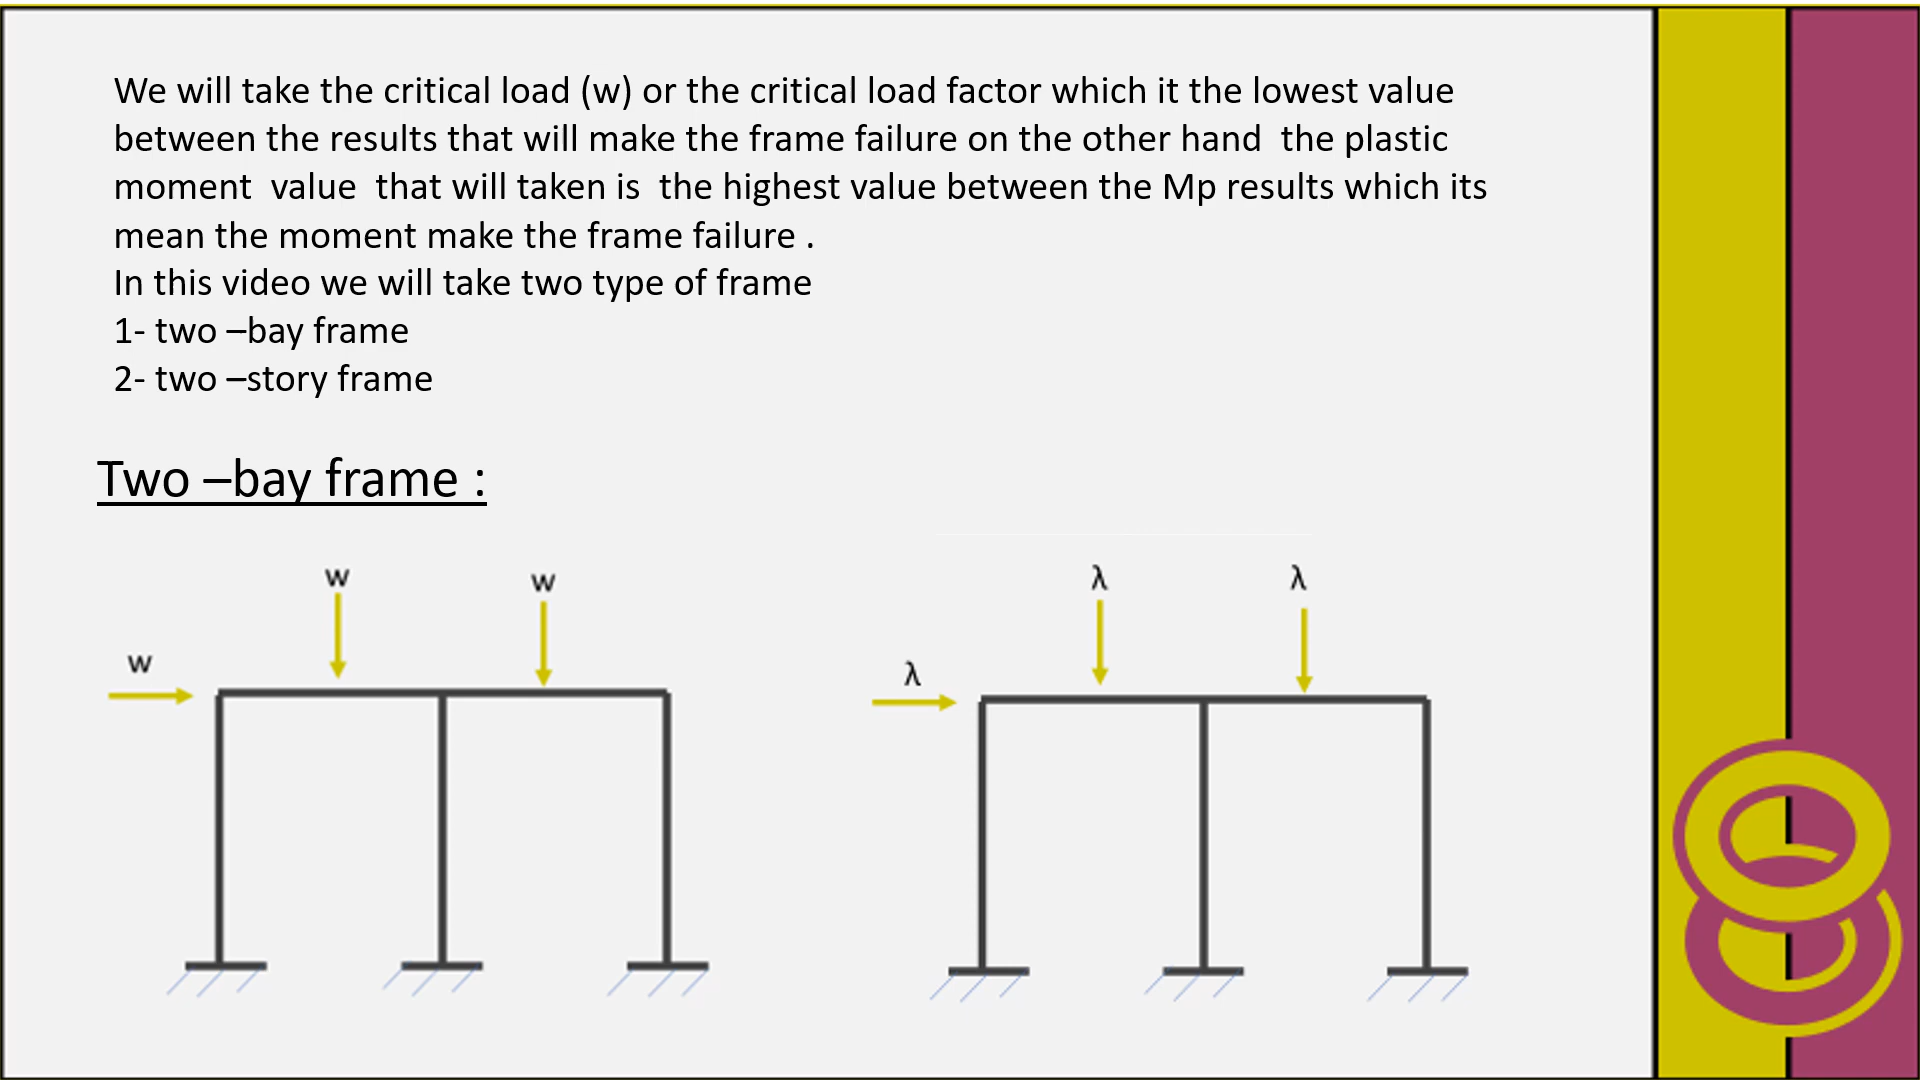 We will take the critical load (w) or the critical load factor which it the lowest value
between the results that will make the frame failure on the other hand  the plastic
moment  value  that will taken is  the highest value between the Mp results which its
mean the moment make the frame failure .
In this video we will take two type of frame
1- two –bay frame
2- two –story frame
Two –bay frame :
w
w
w
λ
λ
λ